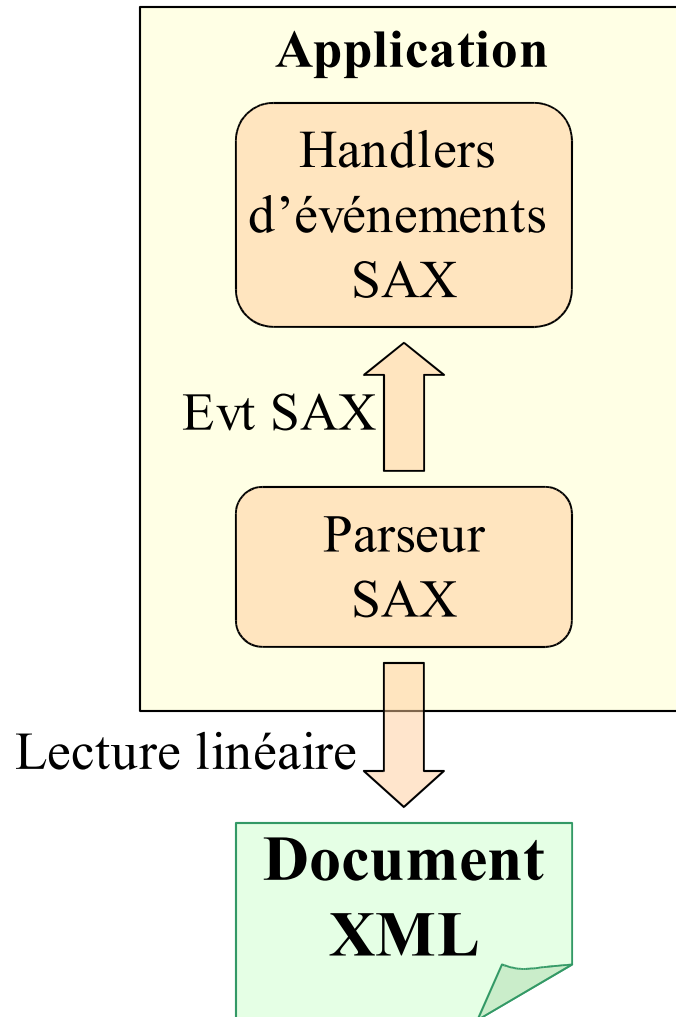 Application
Handlers
d’événements
SAX
Evt SAX
Parseur
SAX
Lecture linéaire
Document
XML